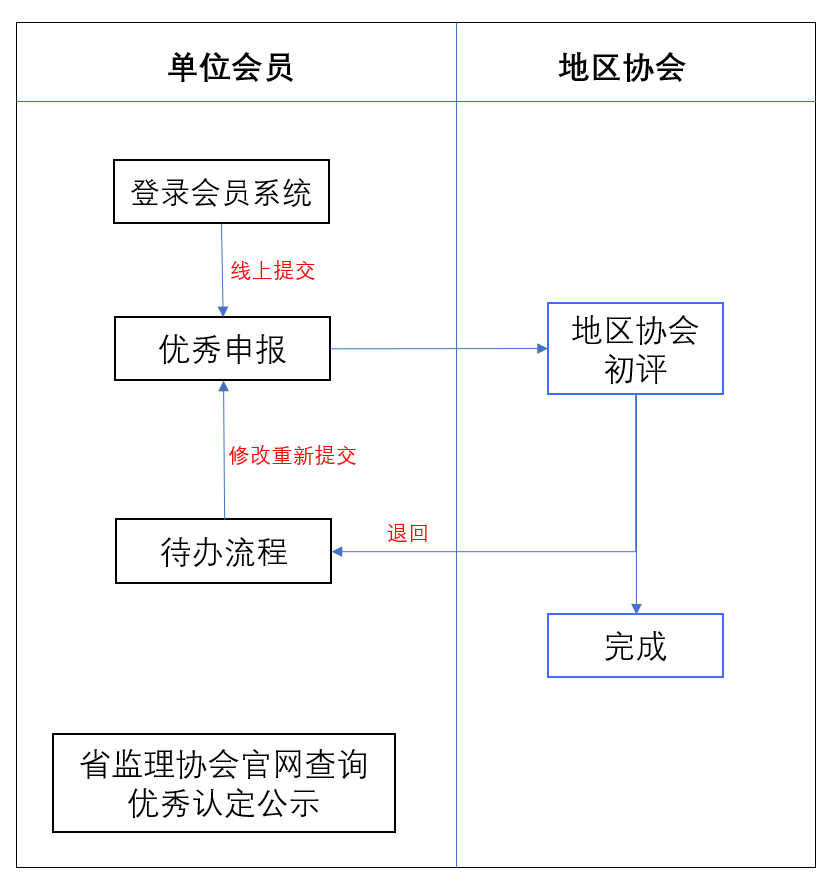 单位会员
地区协会
登录会员系统
线上提交
优秀申报
地区协会
初评
修改重新提交
退回
待办流程
完成
省监理协会官网查询
优秀认定公示